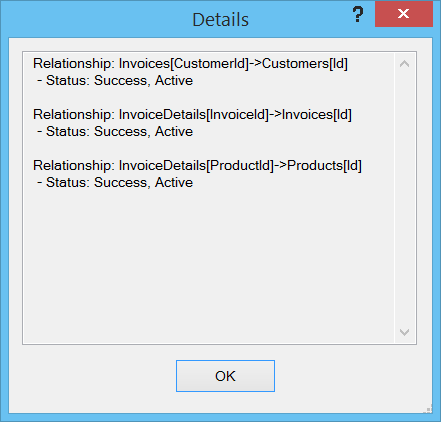 Details
?
Relationship: Invoices[CustomerId]->Customers[Id]
- Status: Success, Active
Relationship: InvoiceDetails[InvoiceId]->Invoices[Id]
- Status: Success, Active
Relationship: InvoiceDetails[ProductId]->Products[Id]
- Status: Success, Active
OK